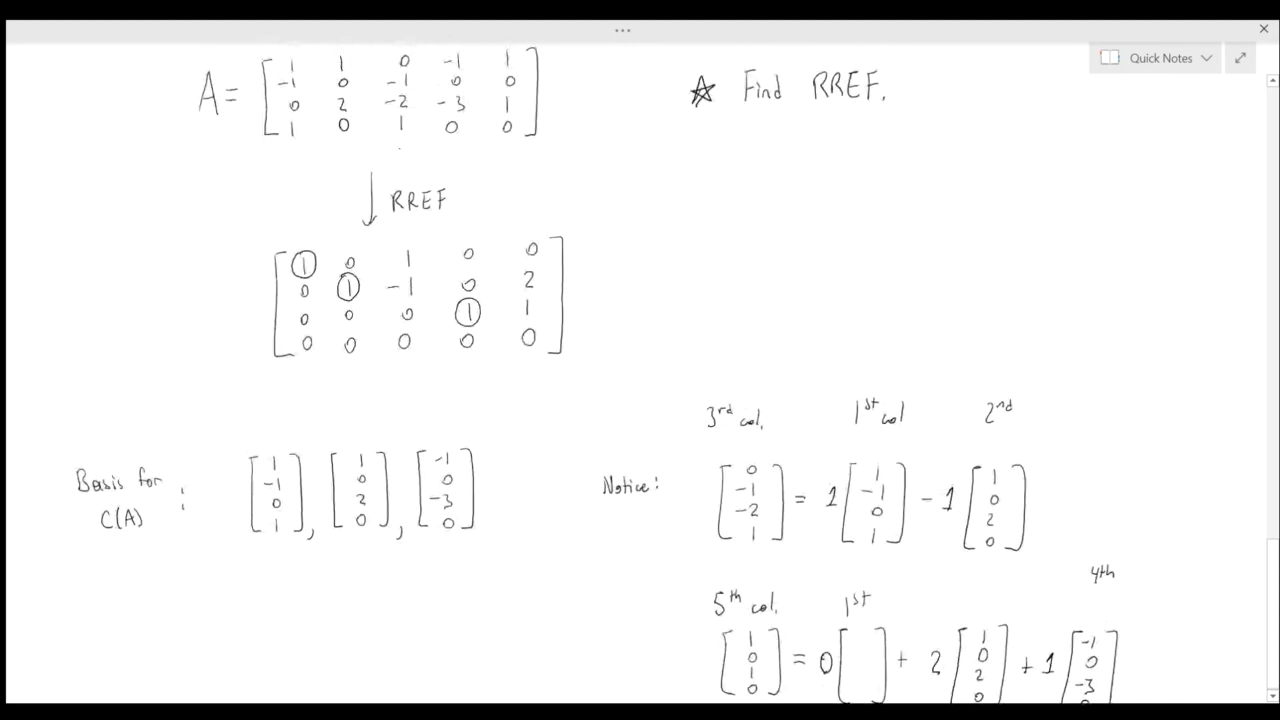 Quick Notes
A = [ 1 1 0 -1 1
-1 0 -1 0 0
0 2 -2 -3 1
1 0 1 0 0 ]
☆ Find RREF.
↓ RREF
[ 1 0 1 0 0
0 1 -1 0 2
0 0 0 1 1
0 0 0 0 0 ]
Basis for C(A) : [ 1 -1 0 1 ], [ 1 0 2 0 ], [ -1 0 -3 0 ]
3rd col. 1st col 2nd
Notice: [ 0 -1 -2 1 ] = 1 [ 1 -1 0 1 ] - 1 [ 1 0 2 0 ]
4th
5th col. 1st
[ 1 0 1 0 ] = 0 [ ] + 2 [ 1 0 2 0 ] + 1 [ -1 0 -3